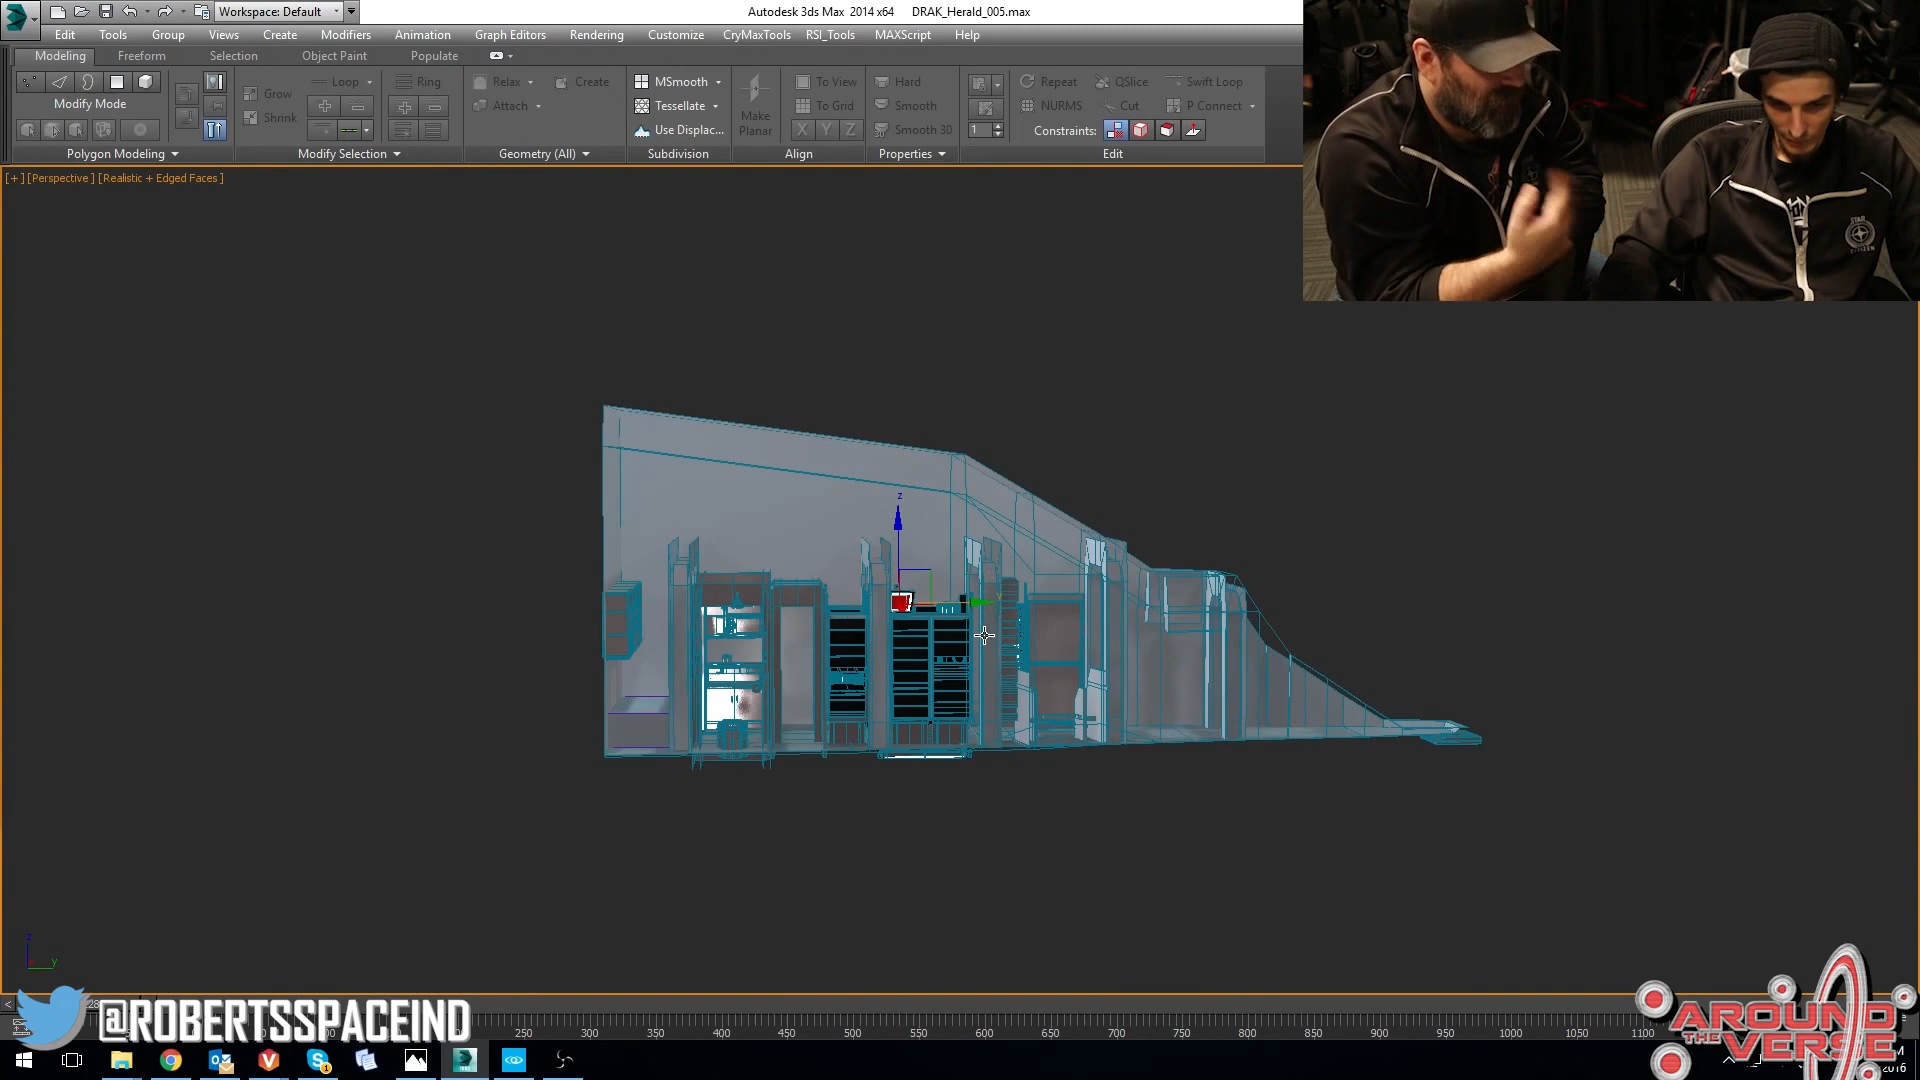 Workspace: Default
Autodesk 3ds Max 2014 x64 DRAK_Herald_005.max
Edit Tools Group Views Create Modifiers Animation Graph Editors Rendering Customize CryMaxTools RSI_Tools MAXScript Help
Modeling Freeform Selection Object Paint Populate
Loop Ring Relax Create MSmooth To View Hard Repeat QSlice Swift Loop
Grow
Modify Mode Attach Tessellate To Grid Smooth NURMS Cut P Connect
Shrink Make Planar
Use Displac... X Y Z Smooth 30 1 Constraints:
Polygon Modeling Modify Selection Geometry (All) Subdivision Align Properties Edit
[+] [Perspective] [Realistic + Edged Faces]
STAR
CITIZEN
z
y
z
y
@ROBERTSSPACEIND
250 300 350 400 450 500 550 600 650 700 750 800 850 900 950 1000 1050 1100
AROUND
THE VERSE